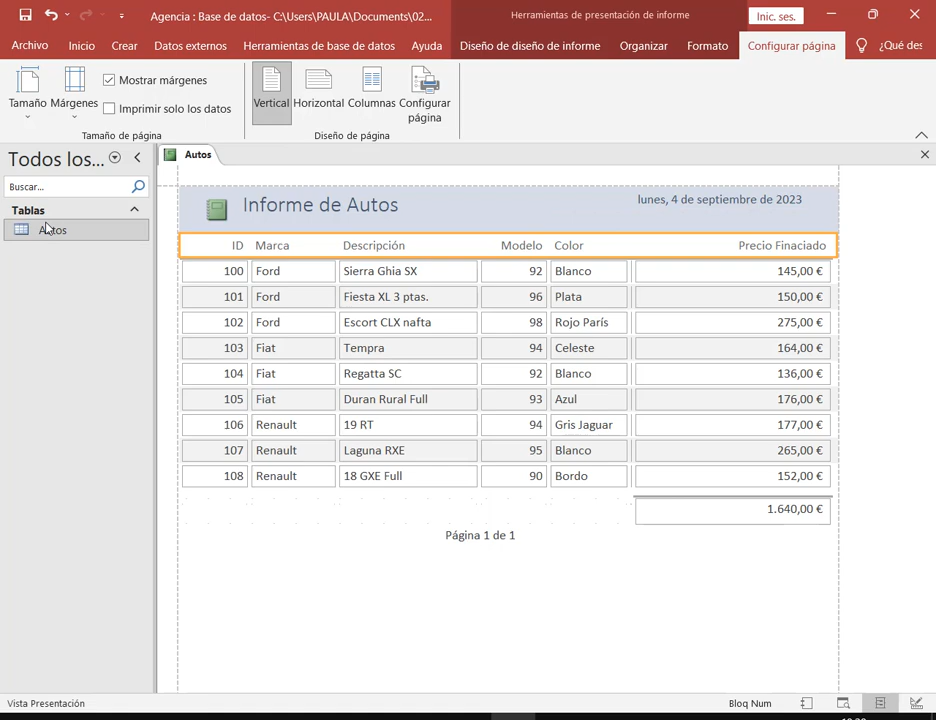 Agencia : Base de datos- C:\Users\PAULA\Documents\02...
Herramientas de presentación de informe
Inic. ses.
Archivo Inicio Crear Datos externos Herramientas de base de datos Ayuda Diseño de diseño de informe Organizar Formato Configurar página ¿Qué des
Tamaño Márgenes
Mostrar márgenes
Imprimir solo los datos
Vertical Horizontal Columnas Configurar página
Tamaño de página
Diseño de página
Todos los...
Autos
Buscar...
Tablas
Autos
Informe de Autos
lunes, 4 de septiembre de 2023
ID Marca Descripción Modelo Color Precio Finaciado
100 Ford Sierra Ghia SX 92 Blanco 145,00 €
101 Ford Fiesta XL 3 ptas. 96 Plata 150,00 €
102 Ford Escort CLX nafta 98 Rojo París 275,00 €
103 Fiat Tempra 94 Celeste 164,00 €
104 Fiat Regatta SC 92 Blanco 136,00 €
105 Fiat Duran Rural Full 93 Azul 176,00 €
106 Renault 19 RT 94 Gris Jaguar 177,00 €
107 Renault Laguna RXE 95 Blanco 265,00 €
108 Renault 18 GXE Full 90 Bordo 152,00 €
1.640,00 €
Página 1 de 1
Vista Presentación
Bloq Num